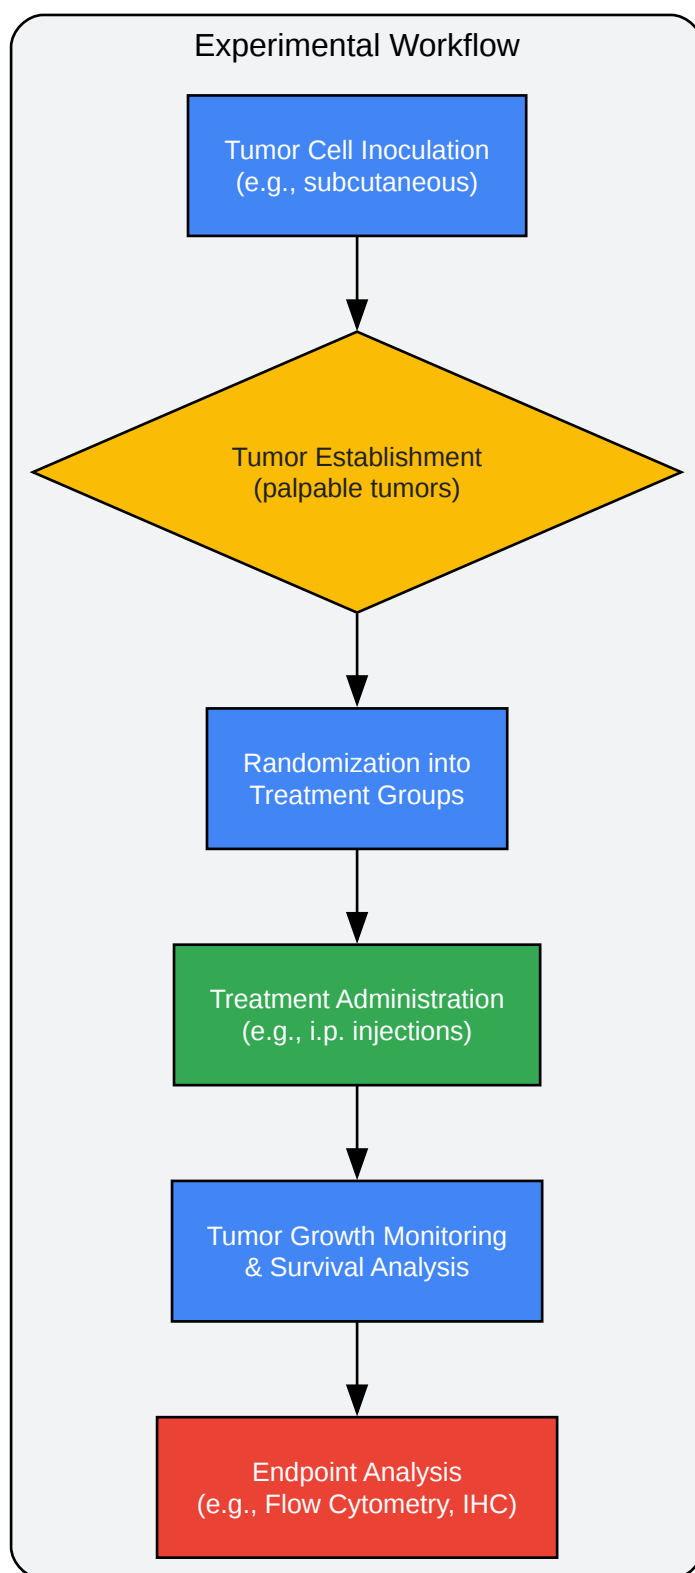 Experimental Workflow
Tumor Cell Inoculation
(e.g., subcutaneous)
Tumor Establishment
(palpable tumors)
Randomization into
Treatment Groups
Treatment Administration
(e.g., i.p. injections)
Tumor Growth Monitoring
& Survival Analysis
Endpoint Analysis
(e.g., Flow Cytometry, IHC)